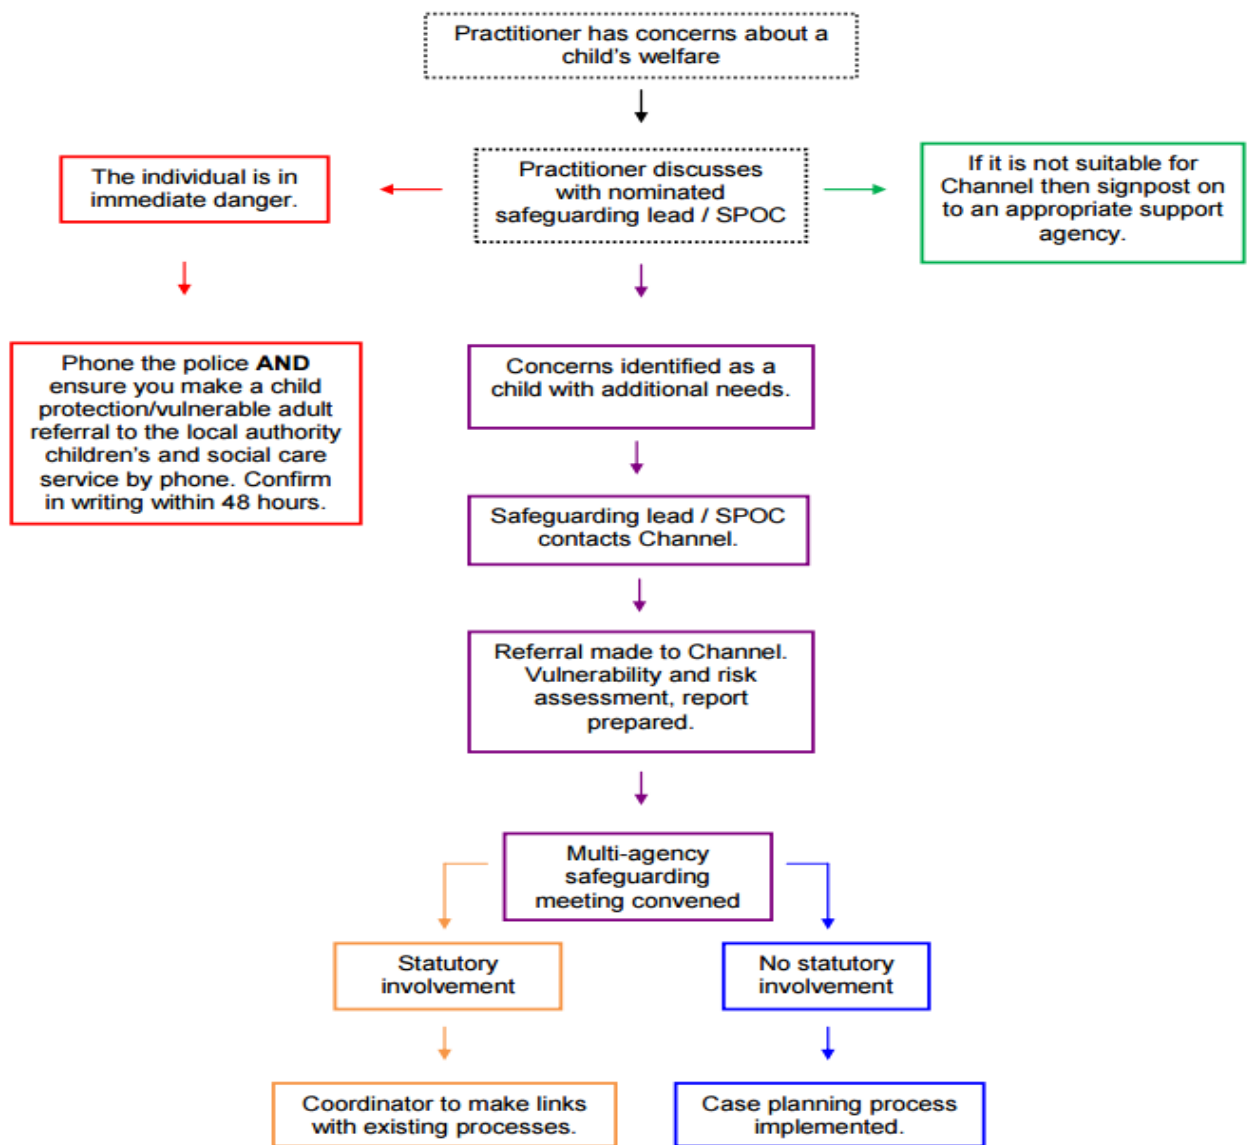 Practitioner has concerns about a
child's welfare
The individual is in
immediate danger.
Practitioner discusses
with nominated
safeguarding lead / SPOC
If it is not suitable for
Channel then signpost on
to an appropriate support
agency.
Phone the police AND
ensure you make a child
protection/vulnerable adult
referral to the local authority
children's and social care
service by phone. Confirm
in writing within 48 hours.
Concerns identified as a
child with additional needs.
Safeguarding lead / SPOC
contacts Channel.
Referral made to Channel.
Vulnerability and risk
assessment, report
prepared.
Multi-agency
safeguarding
meeting convened
Statutory
involvement
No statutory
involvement
Coordinator to make links
with existing processes.
Case planning process
implemented.